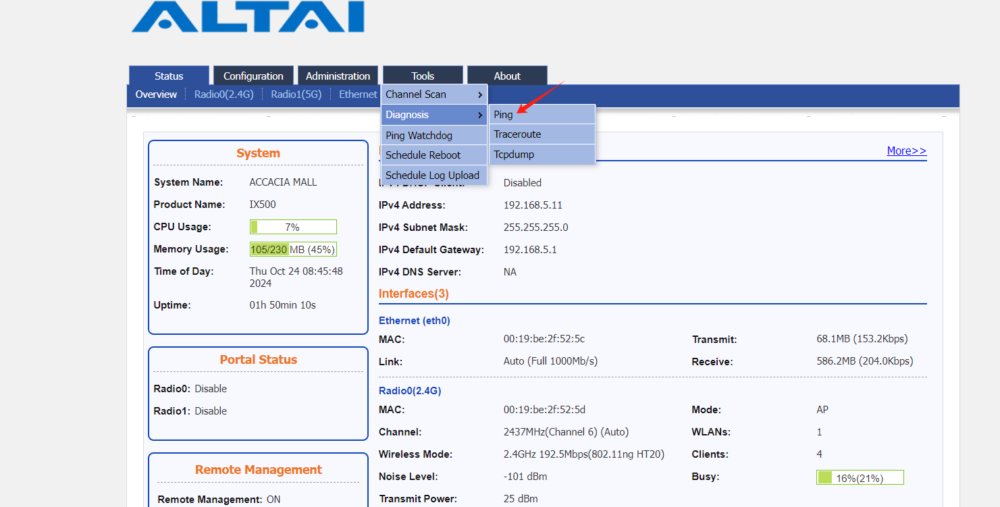 ALTAI
Status Configuration Administration Tools About
Overview Radio0(2.4G) Radio1(5G) Ethernet
Channel Scan
Diagnosis
Ping Watchdog
Schedule Reboot
Schedule Log Upload
Ping
Traceroute
Tcpdump
System
System Name: ACCACIA MALL
Product Name: IX500
CPU Usage: 7%
Memory Usage: 105/230 MB (45%)
Time of Day: Thu Oct 24 08:45:48
2024
Uptime: 01h 50min 10s
Portal Status
Radio0: Disable
Radio1: Disable
Remote Management
Remote Management: ON
More>>
Disabled
IPv4 Address: 192.168.5.11
IPv4 Subnet Mask: 255.255.255.0
IPv4 Default Gateway: 192.168.5.1
IPv4 DNS Server: NA
Interfaces(3)
Ethernet (eth0)
MAC: 00:19:be:2f:52:5c Transmit: 68.1MB (153.2Kbps)
Link: Auto (Full 1000Mb/s) Receive: 586.2MB (204.0Kbps)
Radio0(2.4G)
MAC: 00:19:be:2f:52:5d Mode: AP
Channel: 2437MHz(Channel 6) (Auto) WLANs: 1
Wireless Mode: 2.4GHz 192.5Mbps(802.11ng HT20) Clients: 4
Noise Level: -101 dBm Busy: 16%(21%)
Transmit Power: 25 dBm